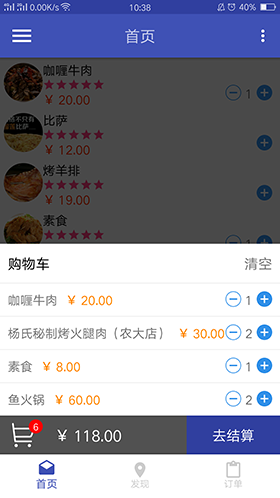 0.00K/s 10:38 40%
首页
咖喱牛肉
¥ 20.00 1
比萨
¥ 12.00
烤羊排
¥ 19.00
素食
购物车 清空
咖喱牛肉 ¥ 20.00 1
杨氏秘制烤火腿肉（农大店） ¥ 30.00 2
素食 ¥ 8.00 1
鱼火锅 ¥ 60.00 2
6 ¥ 118.00 去结算
首页 发现 订单